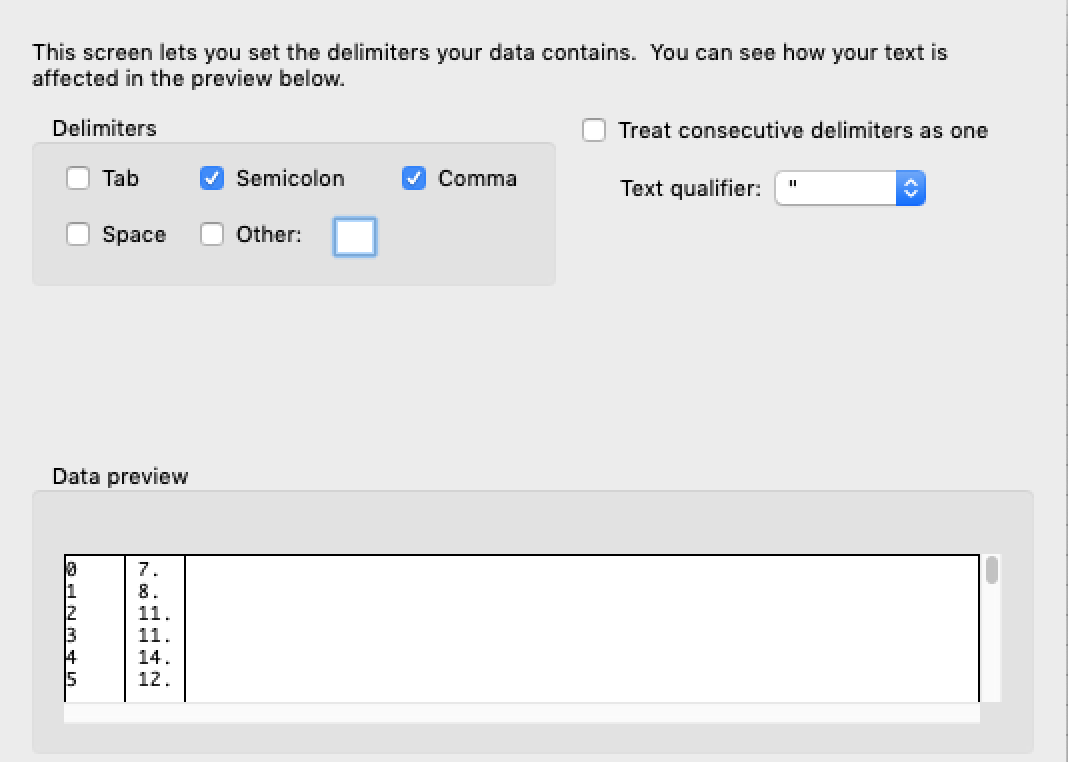 This screen lets you set the delimiters your data contains.  You can see how your text is
affected in the preview below.
Delimiters
Treat consecutive delimiters as one
Tab
Semicolon
Comma
Text qualifier: "
Space
Other:
Data preview
0 7.
1 8.
2 11.
3 11.
4 14.
5 12.